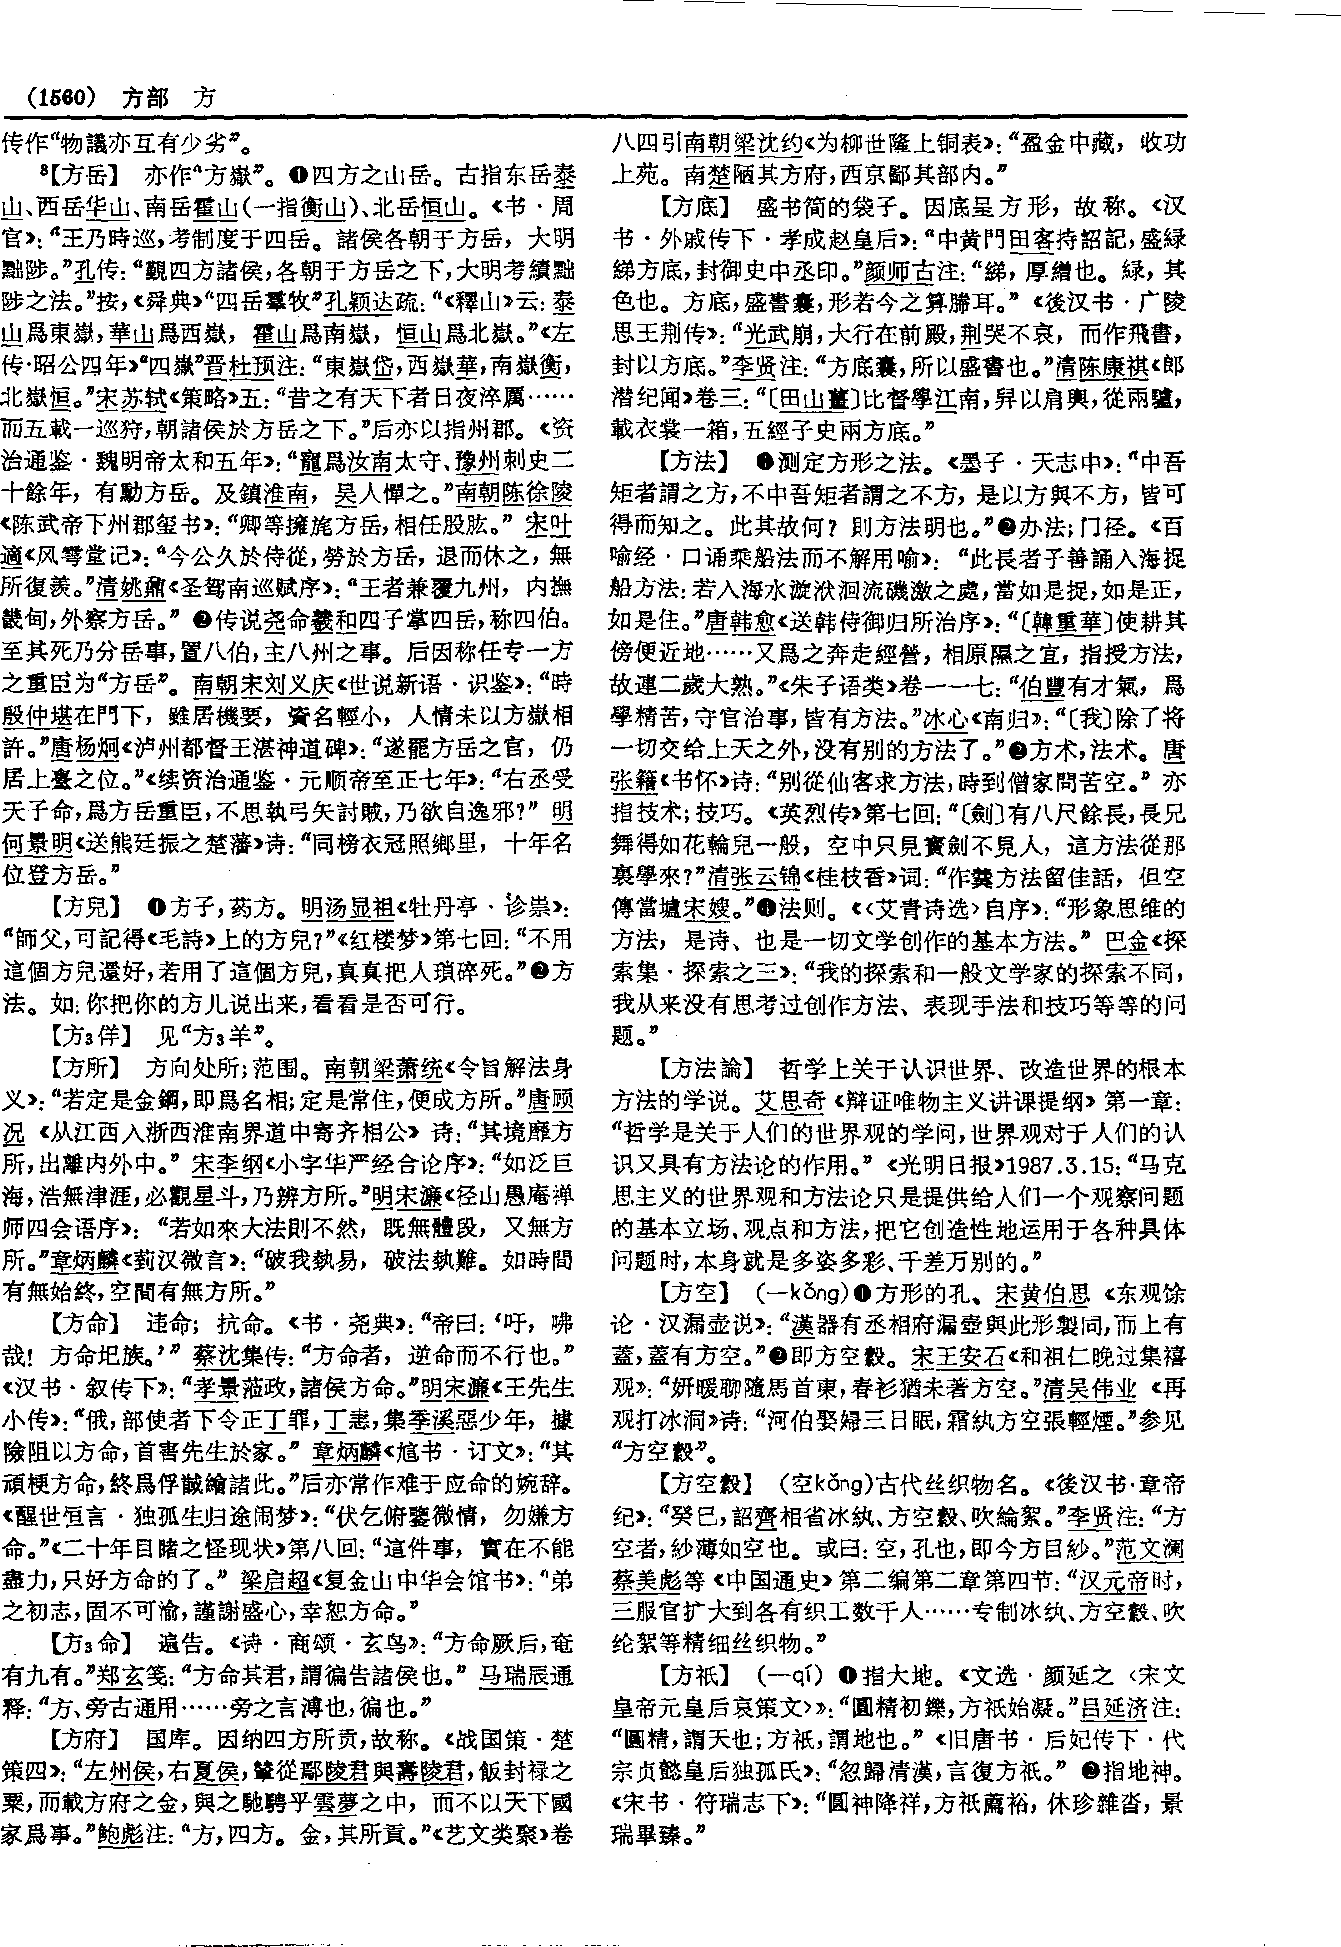 （1560） 方部 方
传作“物議亦互有少劣”。
⁸【方岳】 亦作“方嶽”。❶四方之山岳。古指东岳泰
山、西岳华山、南岳霍山（一指衡山）、北岳恒山。《书·周
官》：“王乃時巡，考制度于四岳。諸侯各朝于方岳，大明
黜陟。”孔传：“覲四方諸侯，各朝于方岳之下，大明考績黜
陟之法。”按，《舜典》“四岳羣牧”孔颖达疏：“《釋山》云：泰
山爲東嶽，華山爲西嶽，霍山爲南嶽，恒山爲北嶽。”《左
传·昭公四年》“四嶽”晋杜预注：“東嶽岱，西嶽華，南嶽衡，
北嶽恒。”宋苏轼《策略》五：“昔之有天下者日夜淬厲……
而五載一巡狩，朝諸侯於方岳之下。”后亦以指州郡。《资
治通鉴·魏明帝太和五年》：“寵爲汝南太守、豫州刺史二
十餘年，有勳方岳。及鎮淮南，吴人憚之。”南朝陈徐陵
《陈武帝下州郡玺书》：“卿等擁旄方岳，相任股肱。”宋叶
適《风雩堂记》：“今公久於侍從，勞於方岳，退而休之，無
所復羨。”清姚鼐《圣驾南巡赋序》：“王者兼覆九州，内撫
畿甸，外察方岳。”❷传说尧命羲和四子掌四岳，称四伯。
至其死乃分岳事，置八伯，主八州之事。后因称任专一方
之重臣为“方岳”。南朝宋刘义庆《世说新语·识鉴》：“時
殷仲堪在門下，雖居機要，資名輕小，人情未以方嶽相
許。”唐杨炯《泸州都督王湛神道碑》：“遂罷方岳之官，仍
居上臺之位。”《续资治通鉴·元顺帝至正七年》：“右丞受
天子命，爲方岳重臣，不思執弓矢討賊，乃欲自逸邪？”明
何景明《送熊廷振之楚藩》诗：“同榜衣冠照鄉里，十年名
位登方岳。”
【方兒】 ❶方子，药方。明汤显祖《牡丹亭·诊祟》：
“師父，可記得《毛詩》上的方兒？”《红楼梦》第七回：“不用
這個方兒還好，若用了這個方兒，真真把人瑣碎死。”❷方
法。如：你把你的方儿说出来，看看是否可行。
【方₃佯】 见“方₃羊”。
【方所】 方向处所；范围。南朝梁萧统《令旨解法身
义》：“若定是金剛，即爲名相；定是常住，便成方所。”唐顾
况《从江西入浙西淮南界道中寄齐相公》诗：“其境靡方
所，出離内外中。”宋李纲《小字华严经合论序》：“如泛巨
海，浩無津涯，必觀星斗，乃辨方所。”明宋濂《径山愚庵禅
师四会语序》：“若如來大法則不然，既無體段，又無方
所。”章炳麟《菿汉微言》：“破我執易，破法執難。如時間
有無始終，空間有無方所。”
【方命】 违命；抗命。《书·尧典》：“帝曰：‘吁，咈
哉！方命圮族。’”蔡沈集传：“方命者，逆命而不行也。”
《汉书·叙传下》：“孝景莅政，諸侯方命。”明宋濂《王先生
小传》：“俄，部使者下令正丁罪，丁恚，集季溪惡少年，據
險阻以方命，首害先生於家。”章炳麟《訄书·订文》：“其
頑梗方命，終爲俘馘繪諸此。”后亦常作难于应命的婉辞。
《醒世恒言·独孤生归途闹梦》：“伏乞俯鑒微情，勿嫌方
命。”《二十年目睹之怪现状》第八回：“這件事，實在不能
盡力，只好方命的了。”梁启超《复金山中华会馆书》：“弟
之初志，固不可渝，謹謝盛心，幸恕方命。”
【方₃命】 遍告。《诗·商颂·玄鸟》：“方命厥后，奄
有九有。”郑玄笺：“方命其君，謂徧告諸侯也。”马瑞辰通
释：“方、旁古通用……旁之言溥也，徧也。”
【方府】 国库。因纳四方所贡，故称。《战国策·楚
策四》：“左州侯，右夏侯，輦從鄢陵君與壽陵君，飯封禄之
粟，而載方府之金，與之馳騁乎雲夢之中，而不以天下國
家爲事。”鲍彪注：“方，四方。金，其所貢。”《艺文类聚》卷
八四引南朝梁沈约《为柳世隆上铜表》：“盈金中藏，收功
上苑。南楚陋其方府，西京鄙其部内。”
【方底】 盛书简的袋子。因底呈方形，故称。《汉
书·外戚传下·孝成赵皇后》：“中黄門田客持詔記，盛緑
綈方底，封御史中丞印。”颜师古注：“綈，厚繒也。緑，其
色也。方底，盛書囊，形若今之算幐耳。”《後汉书·广陵
思王荆传》：“光武崩，大行在前殿，荆哭不哀，而作飛書，
封以方底。”李贤注：“方底囊，所以盛書也。”清陈康祺《郎
潜纪闻》卷三：“〔田山薑〕比督學江南，舁以肩輿，從兩驢，
載衣裳一箱，五經子史兩方底。”
【方法】 ❶测定方形之法。《墨子·天志中》：“中吾
矩者謂之方，不中吾矩者謂之不方，是以方與不方，皆可
得而知之。此其故何？則方法明也。”❷办法；门径。《百
喻经·口诵乘船法而不解用喻》：“此長者子善誦入海捉
船方法：若入海水漩洑洄流磯激之處，當如是捉，如是正，
如是住。”唐韩愈《送韩侍御归所治序》：“〔韓重華〕使耕其
傍便近地……又爲之奔走經營，相原隰之宜，指授方法，
故連二歲大熟。”《朱子语类》卷一一七：“伯豐有才氣，爲
學精苦，守官治事，皆有方法。”冰心《南归》：“〔我〕除了将
一切交给上天之外，没有别的方法了。”❸方术，法术。唐
张籍《书怀》诗：“别從仙客求方法，時到僧家問苦空。”亦
指技术；技巧。《英烈传》第七回：“〔劍〕有八尺餘長，長兄
舞得如花輪兒一般，空中只見寶劍不見人，這方法從那
裏學來？”清张云锦《桂枝香》词：“作羹方法留佳話，但空
傳當壚宋嫂。”❹法则。《〈艾青诗选〉自序》：“形象思维的
方法，是诗、也是一切文学创作的基本方法。”巴金《探
索集·探索之三》：“我的探索和一般文学家的探索不同，
我从来没有思考过创作方法、表现手法和技巧等等的问
题。”
【方法論】 哲学上关于认识世界、改造世界的根本
方法的学说。艾思奇《辩证唯物主义讲课提纲》第一章：
“哲学是关于人们的世界观的学问，世界观对于人们的认
识又具有方法论的作用。”《光明日报》1987.3.15：“马克
思主义的世界观和方法论只是提供给人们一个观察问题
的基本立场、观点和方法，把它创造性地运用于各种具体
问题时，本身就是多姿多彩、千差万别的。”
【方空】 （一kǒng）❶方形的孔。宋黄伯思《东观馀
论·汉漏壶说》：“漢器有丞相府漏壺與此形製同，而上有
蓋，蓋有方空。”❷即方空縠。宋王安石《和祖仁晚过集禧
观》：“妍暖聊隨馬首東，春衫猶未著方空。”清吴伟业《再
观打冰词》诗：“河伯娶婦三日眠，霜紈方空張輕煙。”参见
“方空縠”。
【方空縠】 （空kǒng）古代丝织物名。《後汉书·章帝
纪》：“癸巳，詔齊相省冰紈、方空縠、吹綸絮。”李贤注：“方
空者，紗薄如空也。或曰：空，孔也，即今方目紗。”范文澜
蔡美彪等《中国通史》第二编第二章第四节：“汉元帝时，
三服官扩大到各有织工数千人……专制冰纨、方空縠、吹
纶絮等精细丝织物。”
【方祇】 （一qí）❶指大地。《文选·颜延之〈宋文
皇帝元皇后哀策文〉》：“圓精初鑠，方祇始凝。”吕延济注：
“圓精，謂天也；方祇，謂地也。”《旧唐书·后妃传下·代
宗贞懿皇后独孤氏》：“忽歸清漢，言復方祇。”❷指地神。
《宋书·符瑞志下》：“圓神降祥，方祇薦裕，休珍雜沓，景
瑞畢臻。”